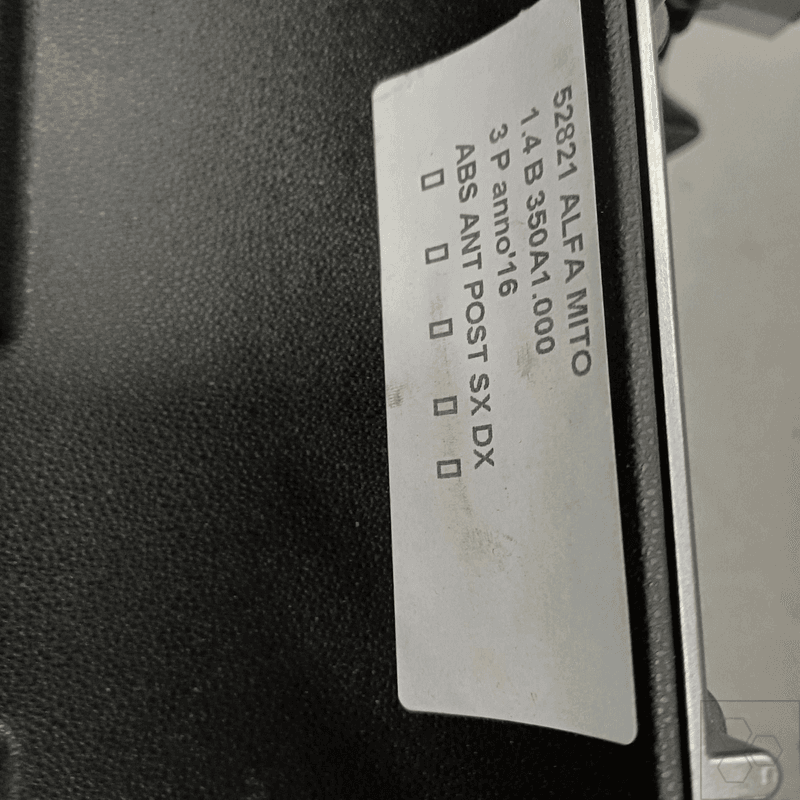 52821 ALFA MITO
1.4 B 350A1.000
3 P anno'16
ABS ANT POST SX DX